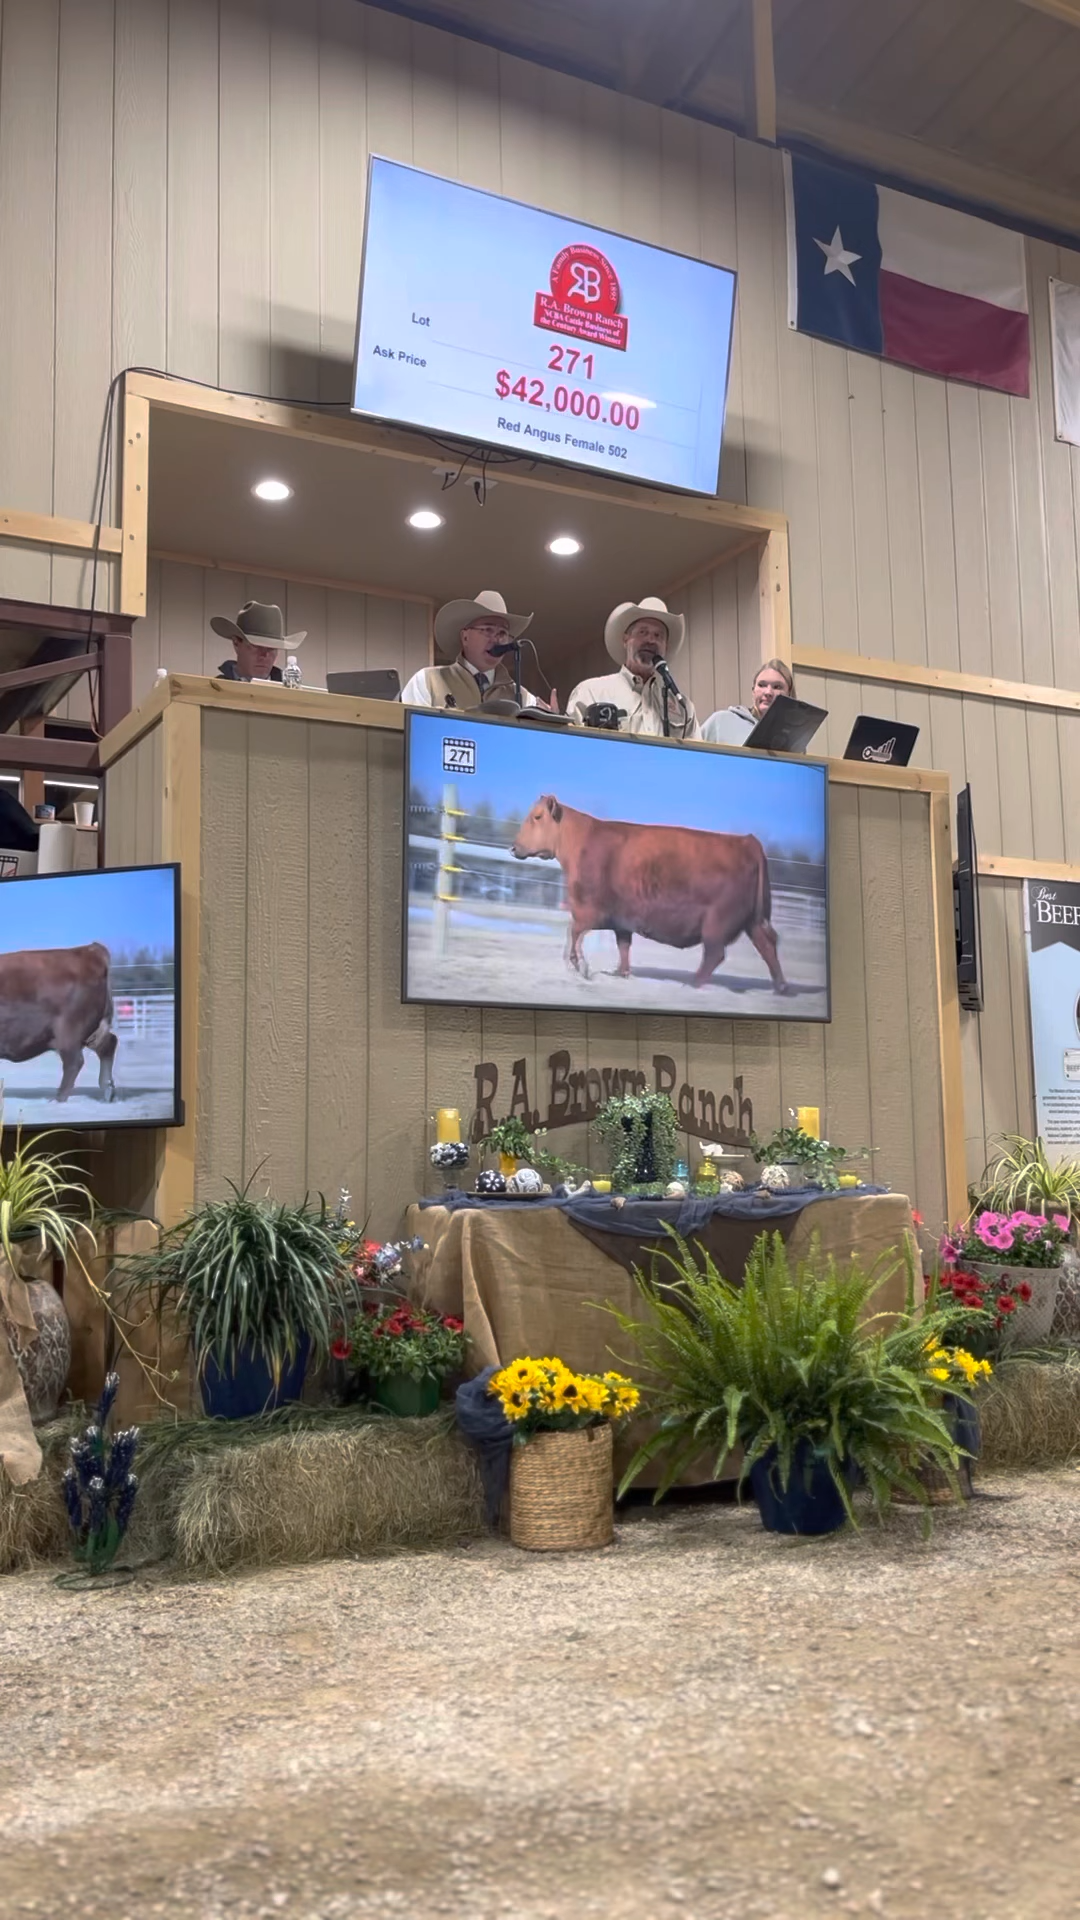 A Family Business Since 1895
RB
R.A. Brown Ranch
NCBA Cattle Business of
the Century Award Winner
Lot
271
Ask Price
$42,000.00
Red Angus Female 502
271
R.A. Brown Ranch
Best
BEEF